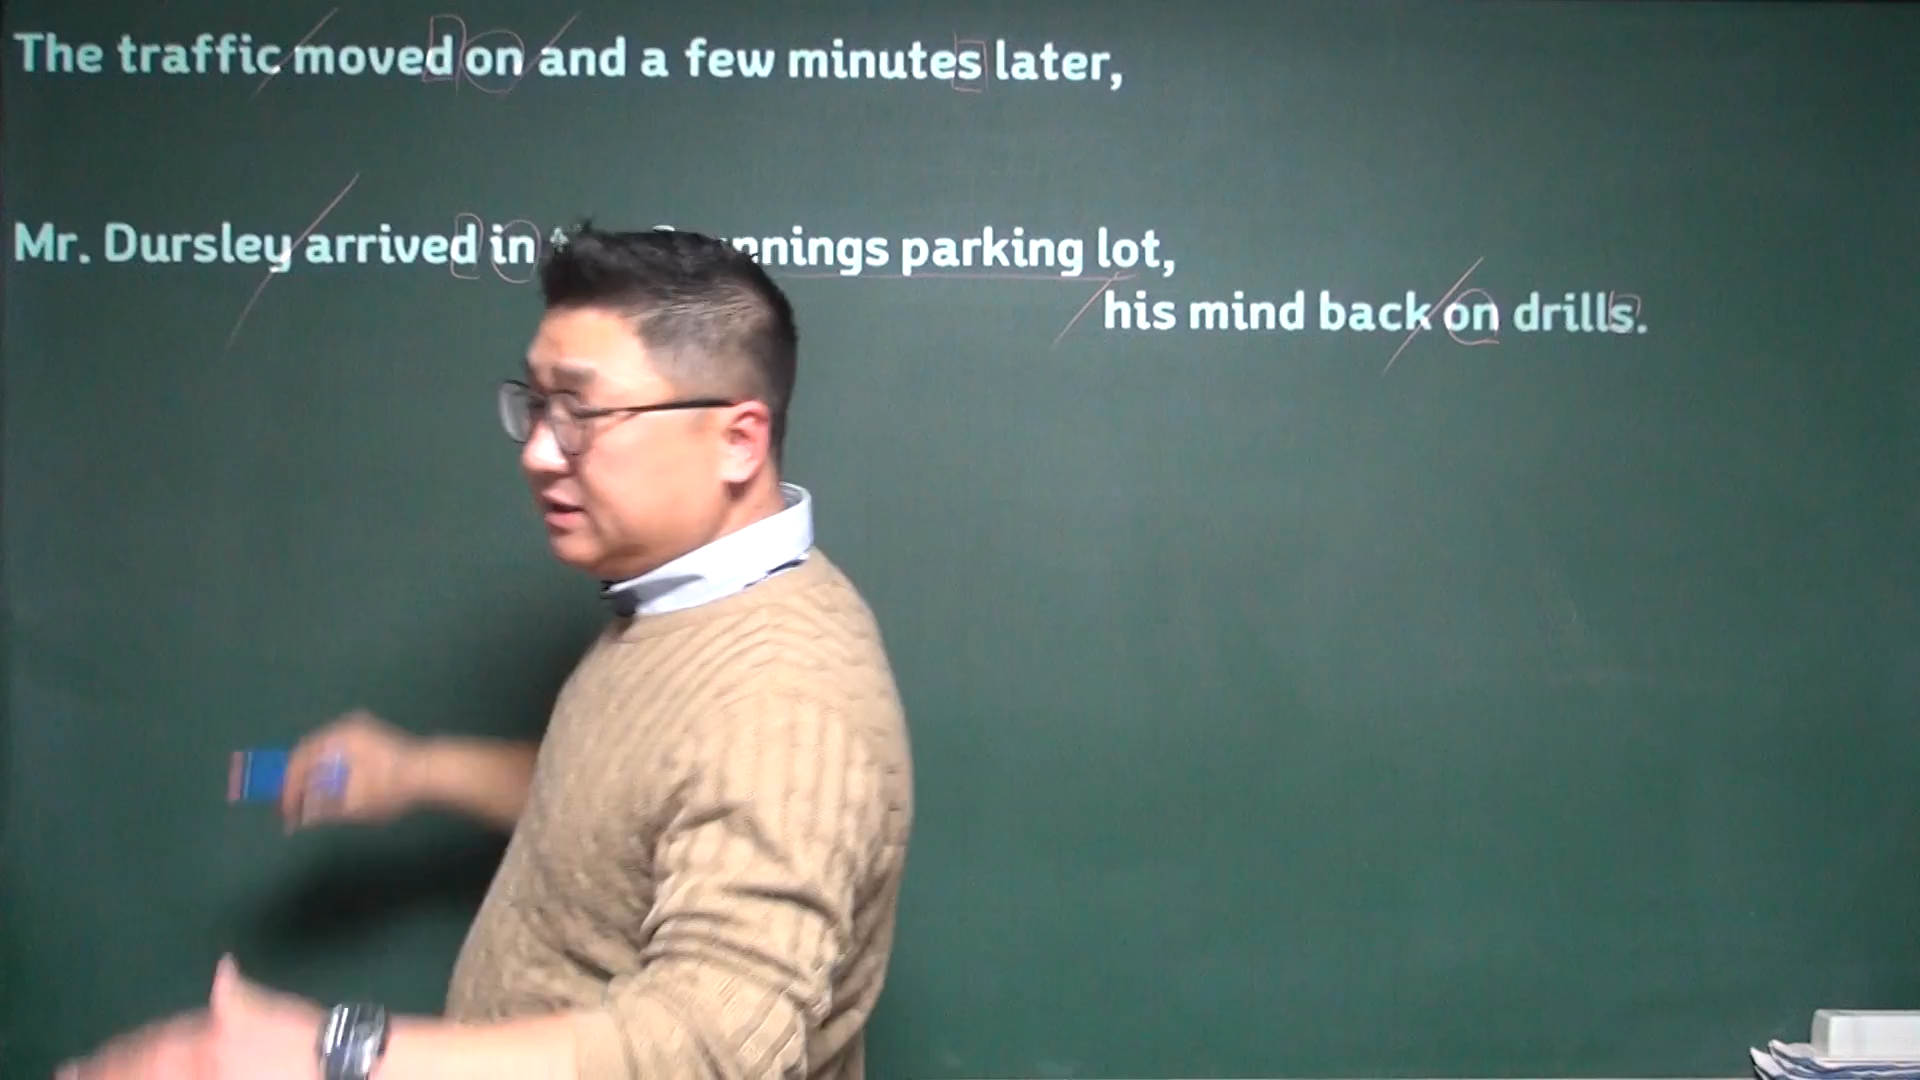 The traffic moved on and a few minutes later,
Mr. Dursley arrived in parking lot,
his mind back on drills.